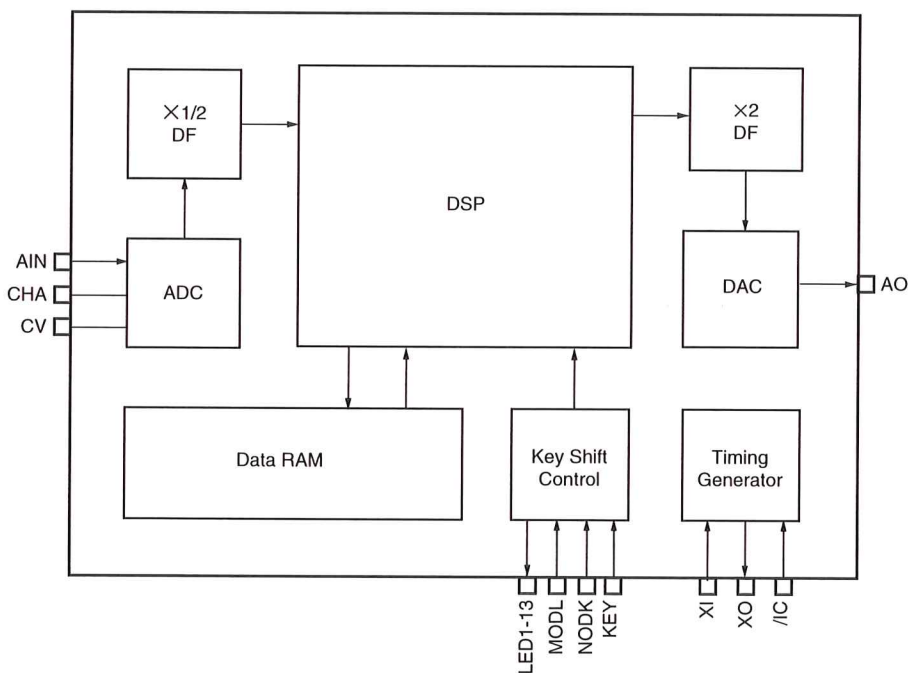 ×1/2
DF
DSP
×2
DF
AIN
CHA
CV
ADC
DAC
AO
Data RAM
Key Shift
Control
Timing
Generator
LED1-13
MODL
NODK
KEY
XI
XO
/IC